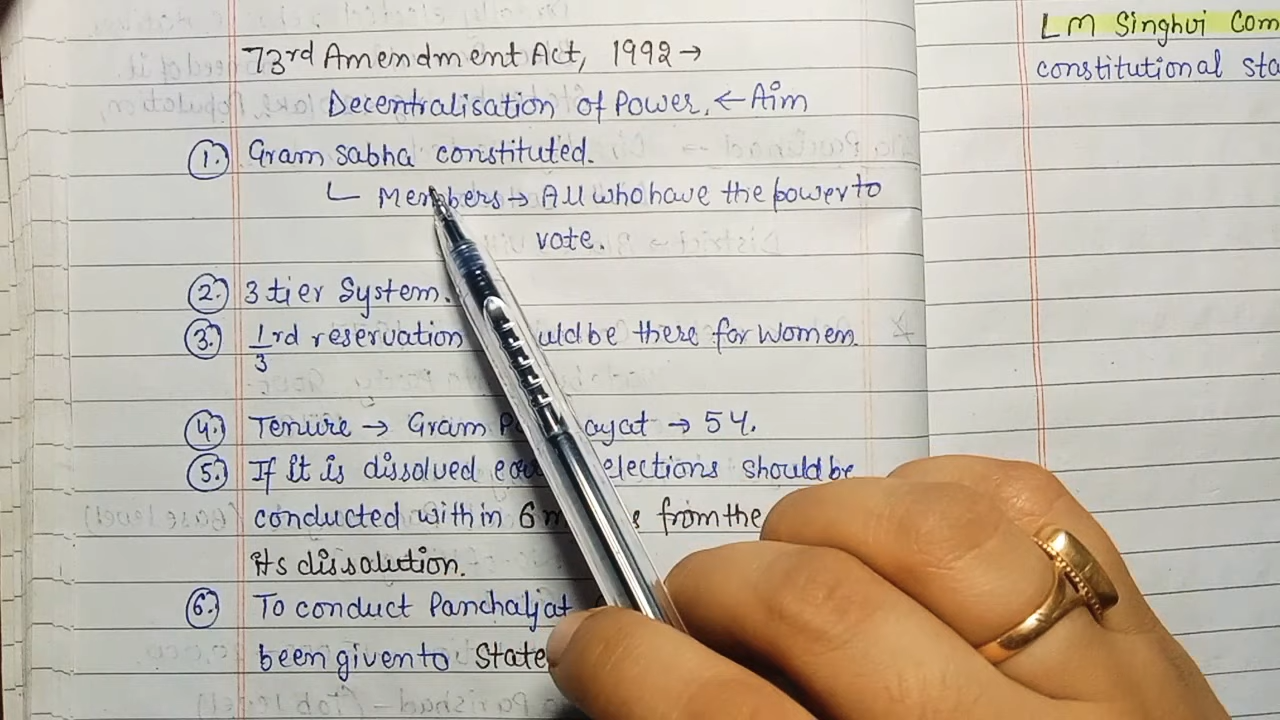 73rd Amendment Act, 1992 →
Decentralisation of Power. ← Aim
1. Gram sabha constituted.
└ Members → All who have the power to
vote.
2. 3 tier System.
3. 1/3rd reservation be there for Women.
4. Tenure → Gram → 5Y.
5. If it is dissolved elections should be
conducted within 6 from the
its dissolution.
6. To conduct Panchayat
been given to State
LM Singhvi Com
constitutional sta